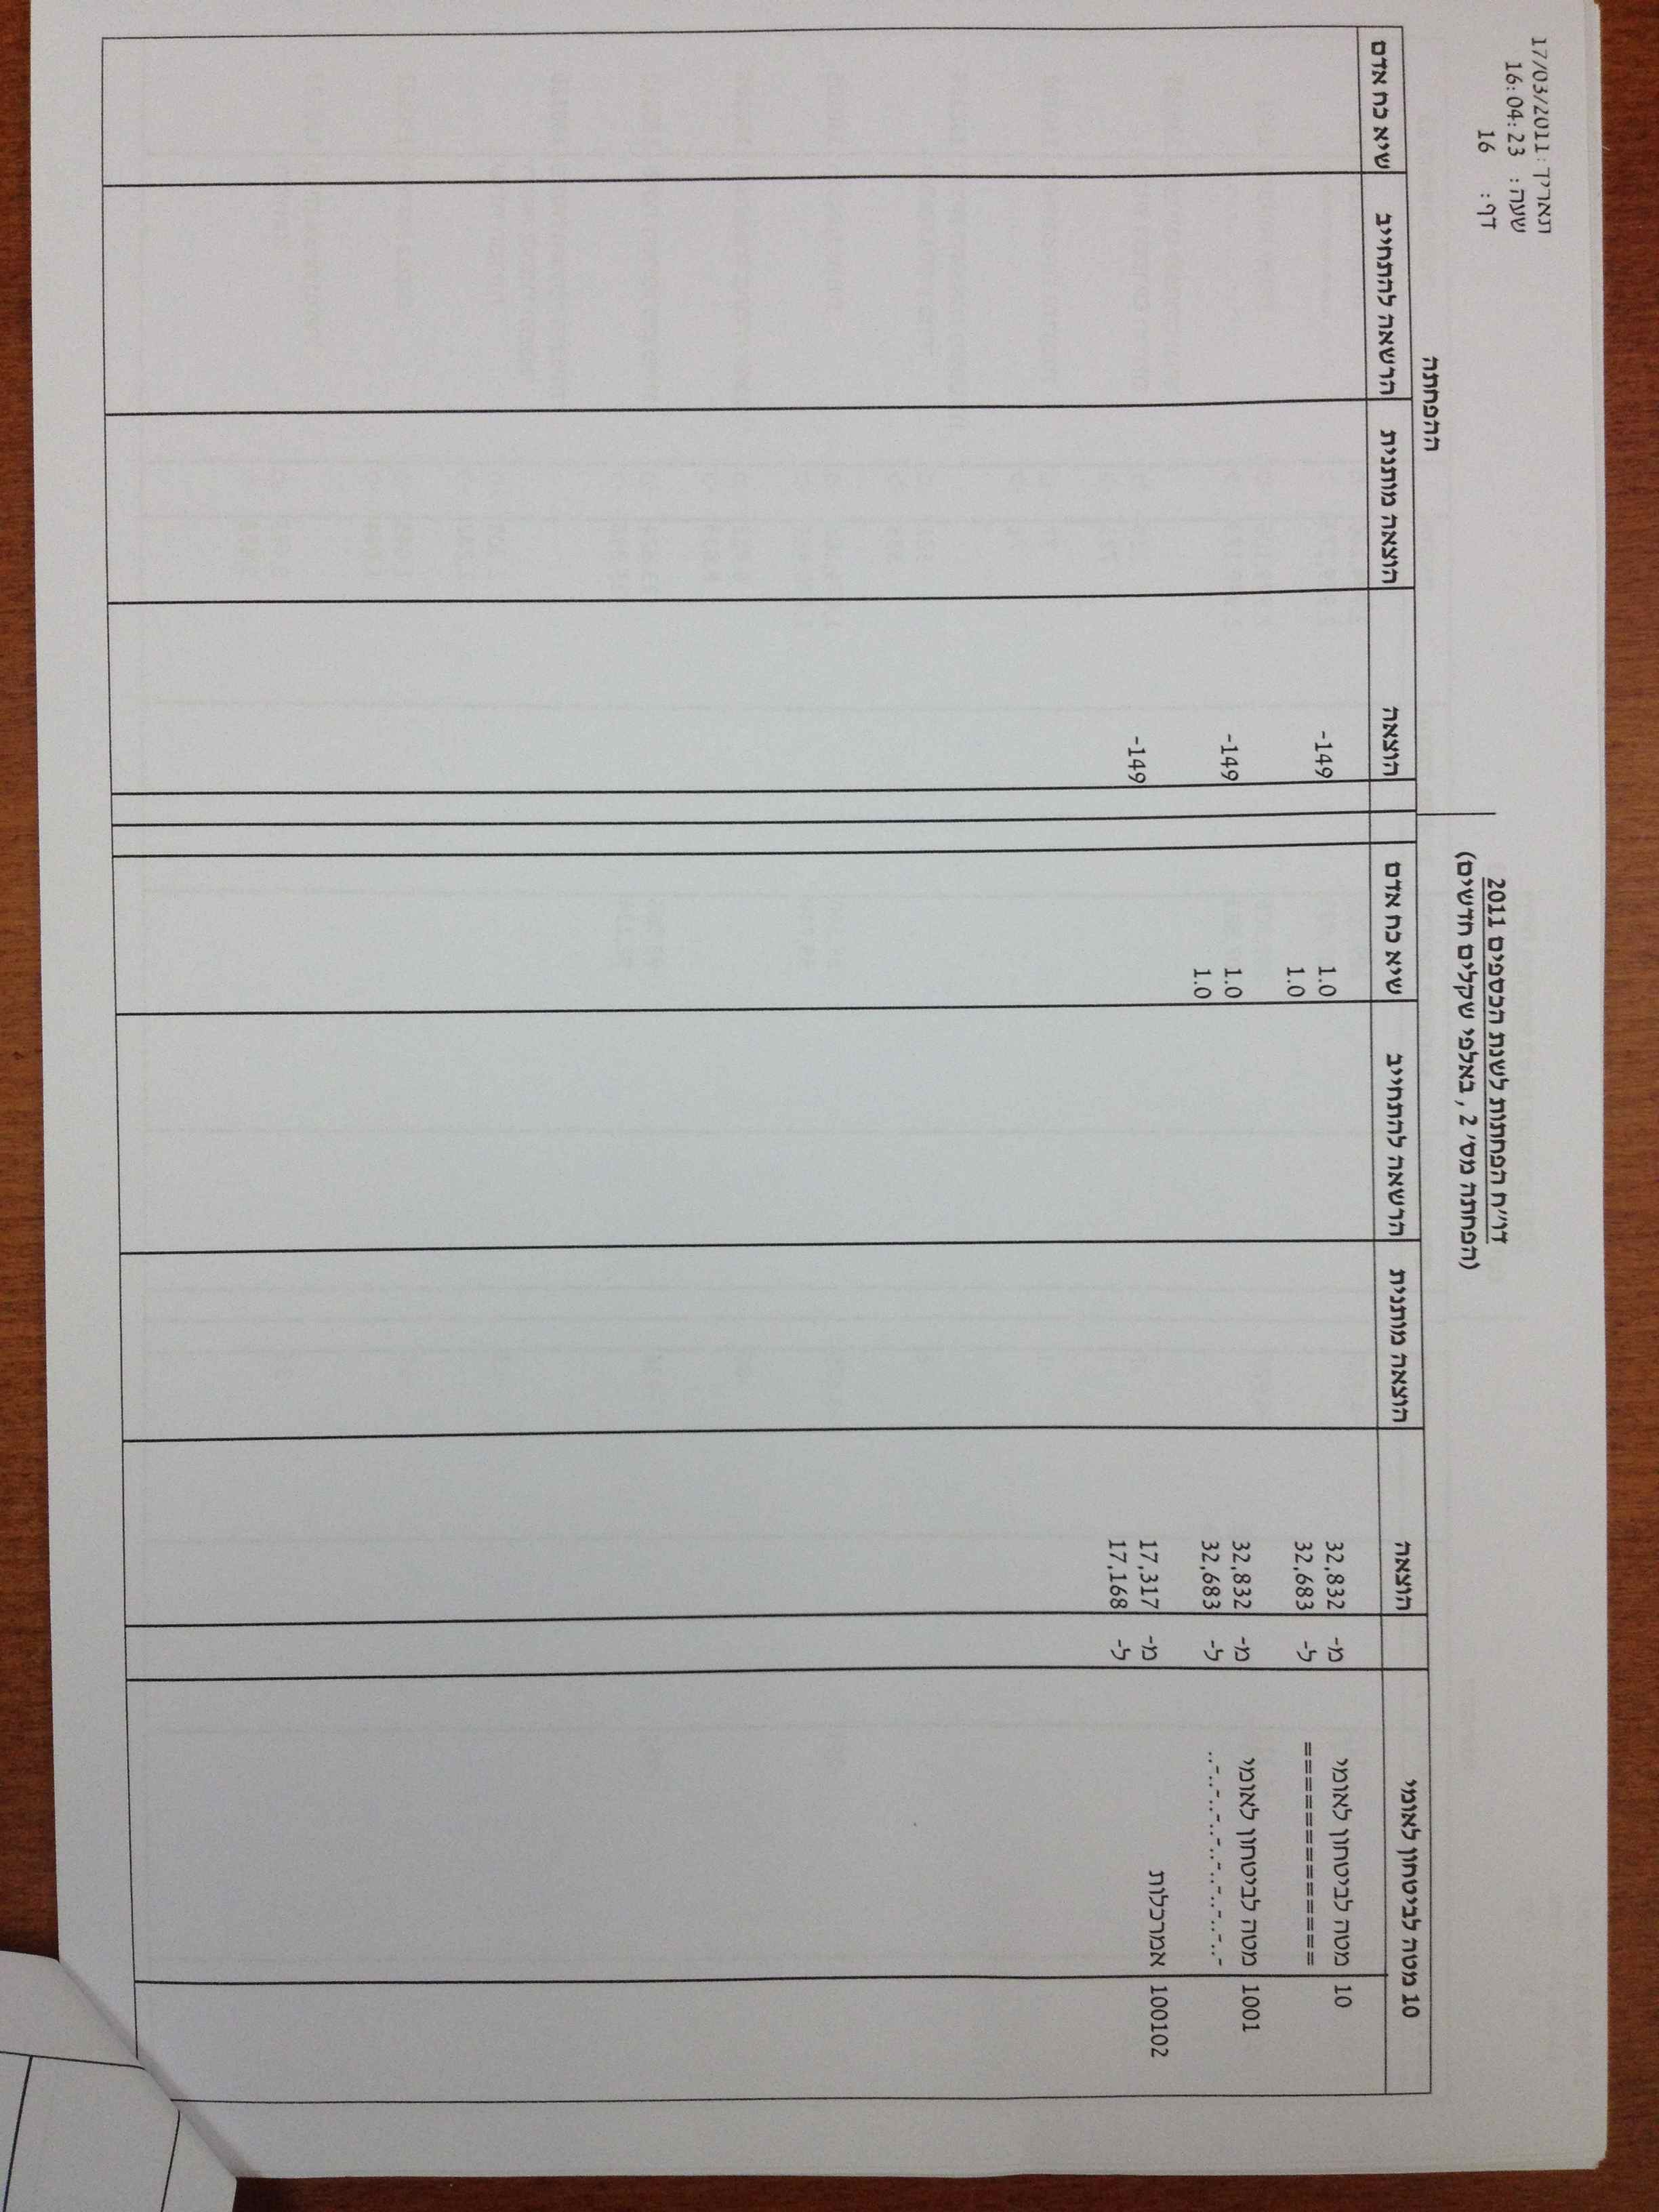 תאריך: 17/03/2011
שעה: 16:04:23
דף: 16
דו״ח הפחתות לשנת הכספים 2011
(הפחתה מס׳ 2, באלפי שקלים חדשים)
ההפחתה
10 מטה לביטחון לאומי הוצאה הוצאה מותנית הרשאה להתחייב שיא כח אדם הוצאה הוצאה מותנית הרשאה להתחייב שיא כח אדם
10 מטה לביטחון לאומי מ- 32,832 1.0 -149
============== ל- 32,683 1.0
1001 מטה לביטחון לאומי מ- 32,832 1.0 -149
-..-..-..-..-..-..-..-.. ל- 32,683 1.0
100102 אמרכלות מ- 17,317 -149
ל- 17,168